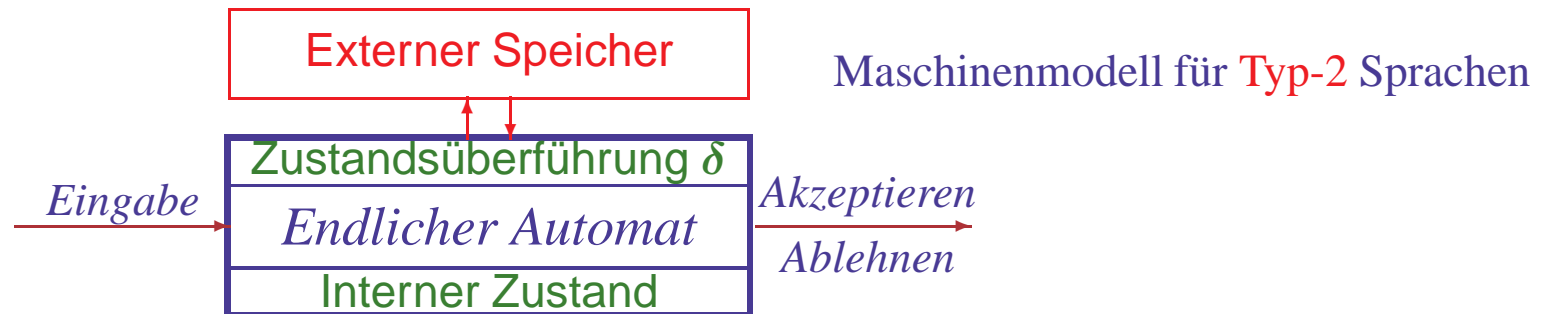 Externer Speicher
Maschinenmodell für Typ-2 Sprachen
Zustandsüberführung δ
Eingabe
Endlicher Automat
Akzeptieren
Ablehnen
Interner Zustand